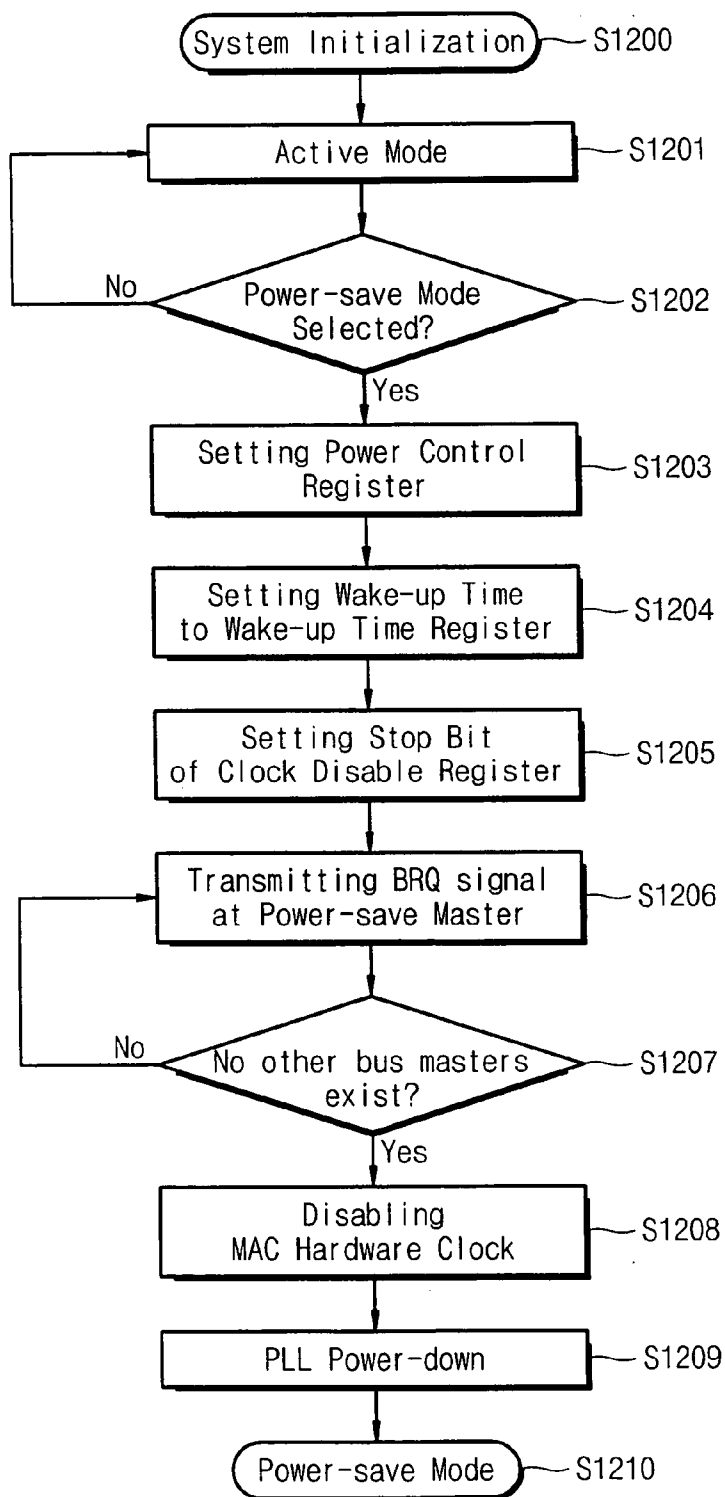 System Initialization
S1200
Active Mode
S1201
No
Power-save Mode
Selected?
S1202
Yes
Setting Power Control
Register
S1203
Setting Wake-up Time
to Wake-up Time Register
S1204
Setting Stop Bit
of Clock Disable Register
S1205
Transmitting BRQ signal
at Power-save Master
S1206
No
No other bus masters
exist?
S1207
Yes
Disabling
MAC Hardware Clock
S1208
PLL Power-down
S1209
Power-save Mode
S1210